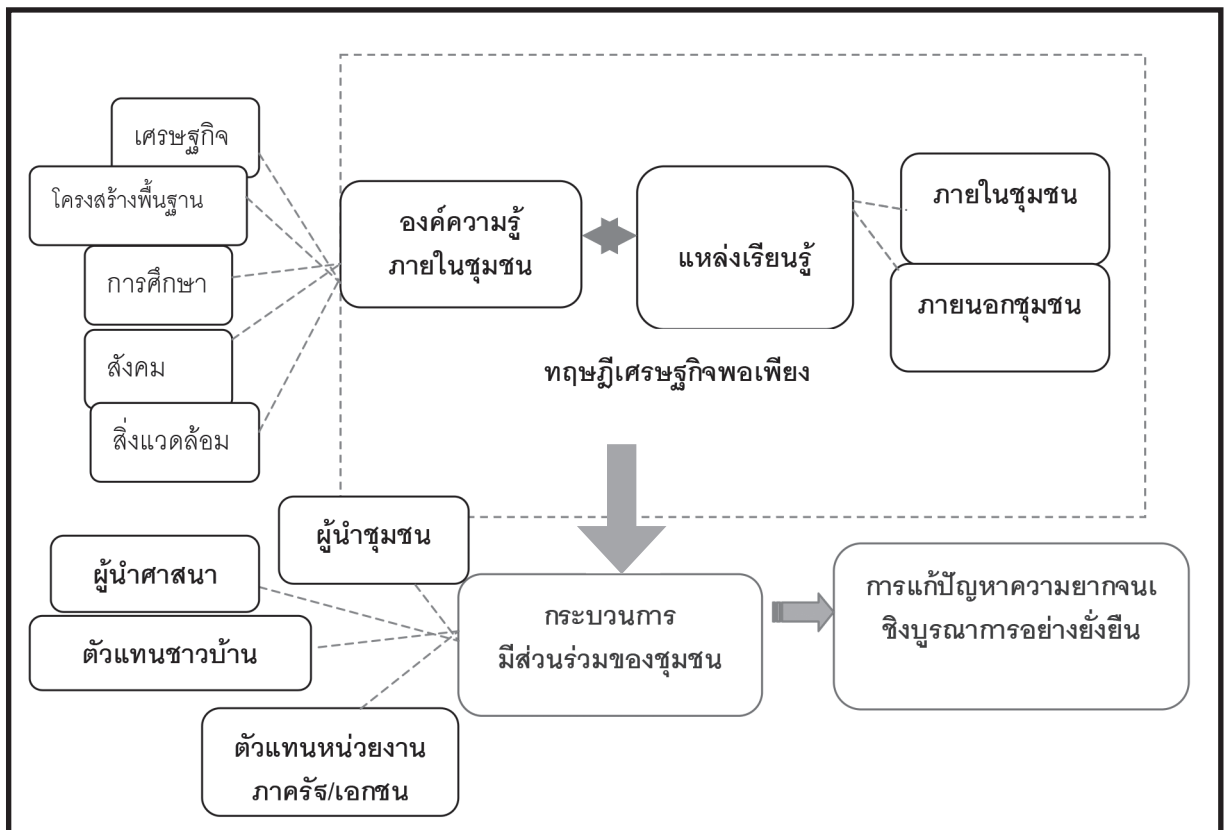 เศรษฐกิจ
โครงสร้างพื้นฐาน
การศึกษา
สังคม
สิ่งแวดล้อม
องค์ความรู้
ภายในชุมชน
แหล่งเรียนรู้
ภายในชุมชน
ภายนอกชุมชน
ทฤษฎีเศรษฐกิจพอเพียง
ผู้นำชุมชน
ผู้นำศาสนา
ตัวแทนชาวบ้าน
ตัวแทนหน่วยงาน
ภาครัจ/เอกชน
กระบวนการ
มีส่วนร่วมของชุมชน
การแก้ปัญหาความยากจนเ
ชิงบูรณาการอย่างยั่งยืน